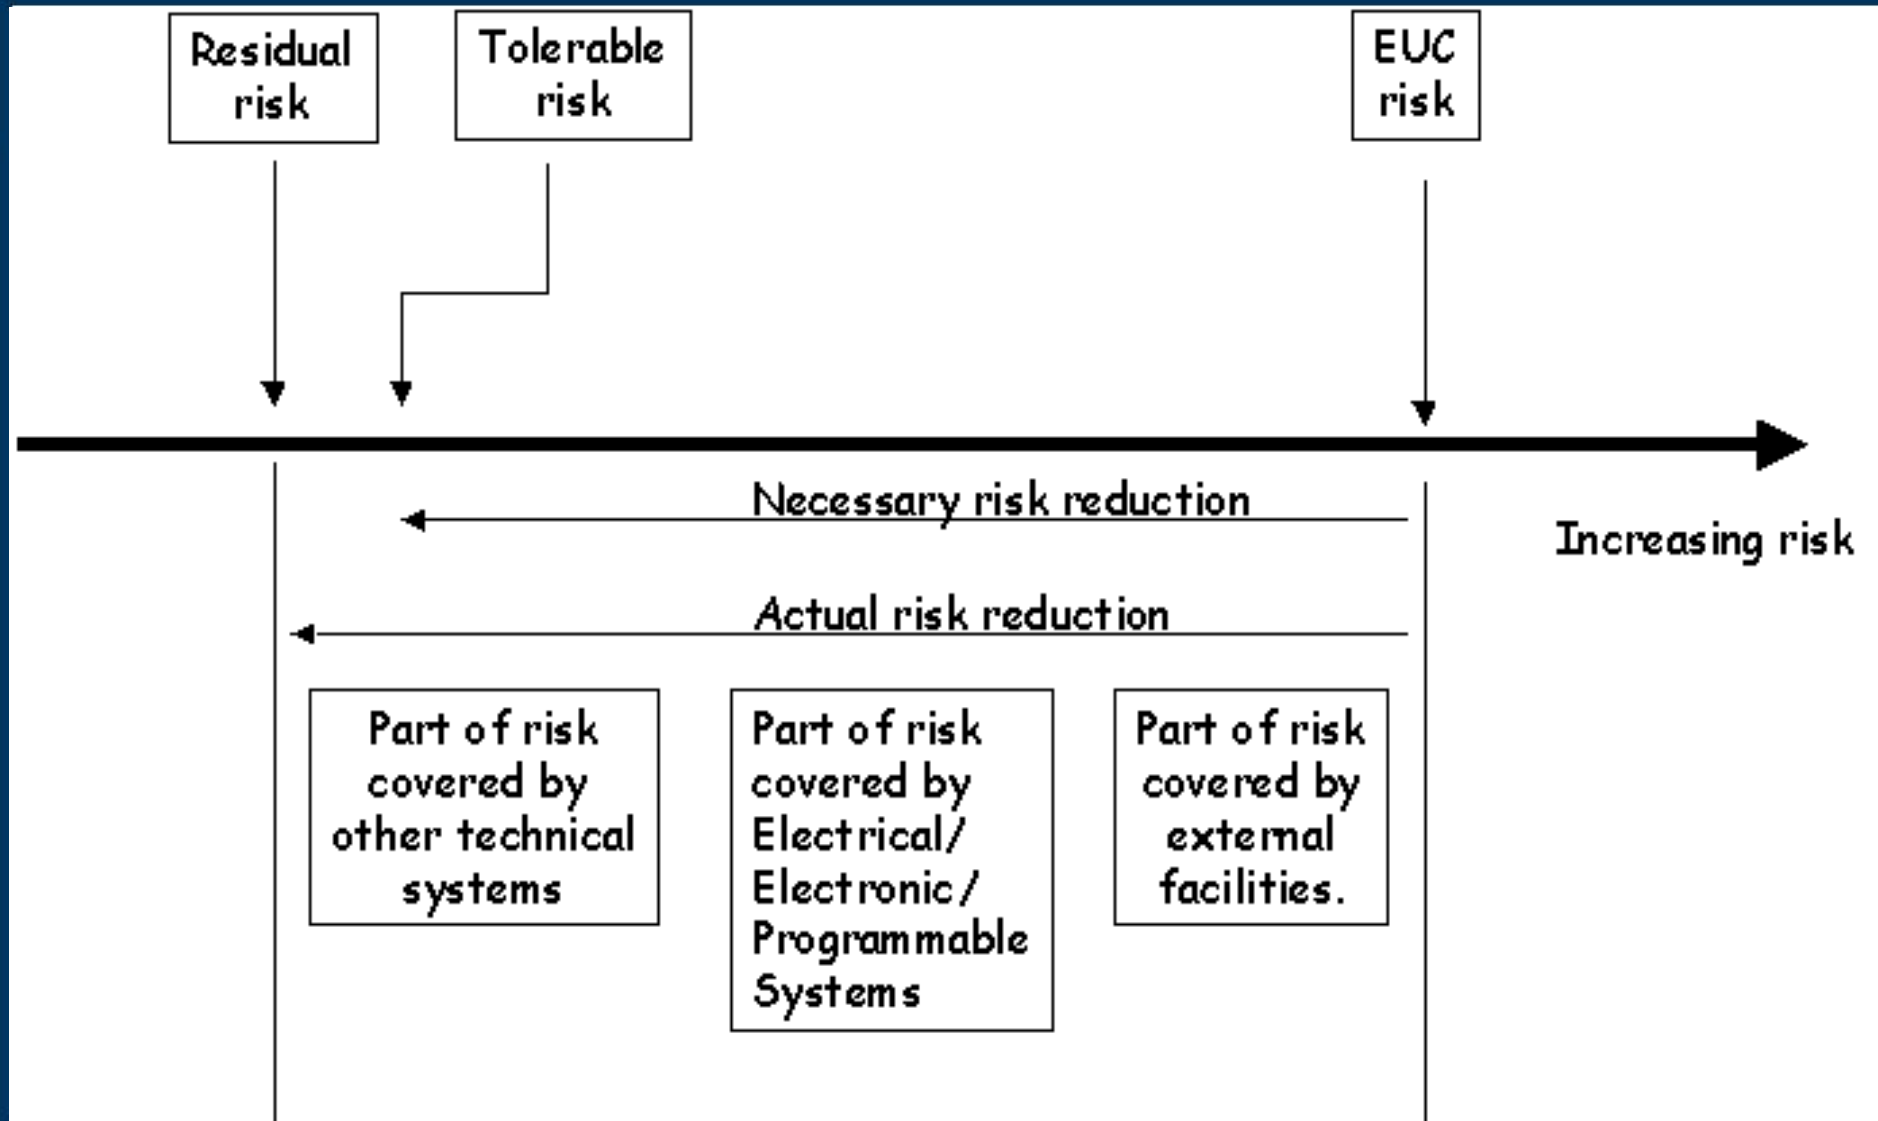 Residual
risk
Tolerable
risk
EUC
risk
Necessary risk reduction
Increasing risk
Actual risk reduction
Part of risk
covered by
other technical
systems
Part of risk
covered by
Electrical/
Electronic/
Programmable
Systems
Part of risk
covered by
external
facilities.